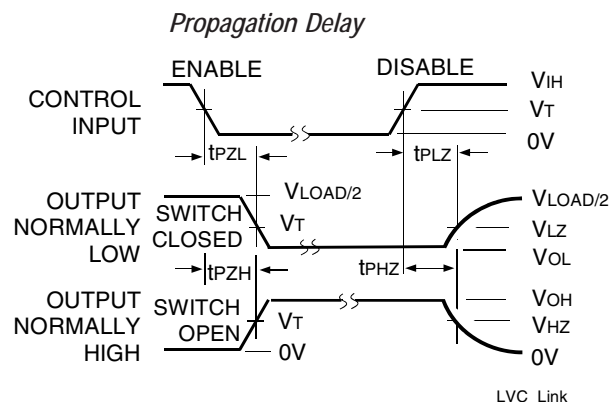 Propagation Delay
ENABLE
DISABLE
CONTROL
INPUT
VIH
VT
0V
tPZL
tPLZ
OUTPUT
NORMALLY
LOW
SWITCH
CLOSED
VLOAD/2
VT
VLOAD/2
VLZ
VOL
tPZH
tPHZ
OUTPUT
NORMALLY
HIGH
SWITCH
OPEN
VT
0V
VOH
VHZ
0V
LVC Link